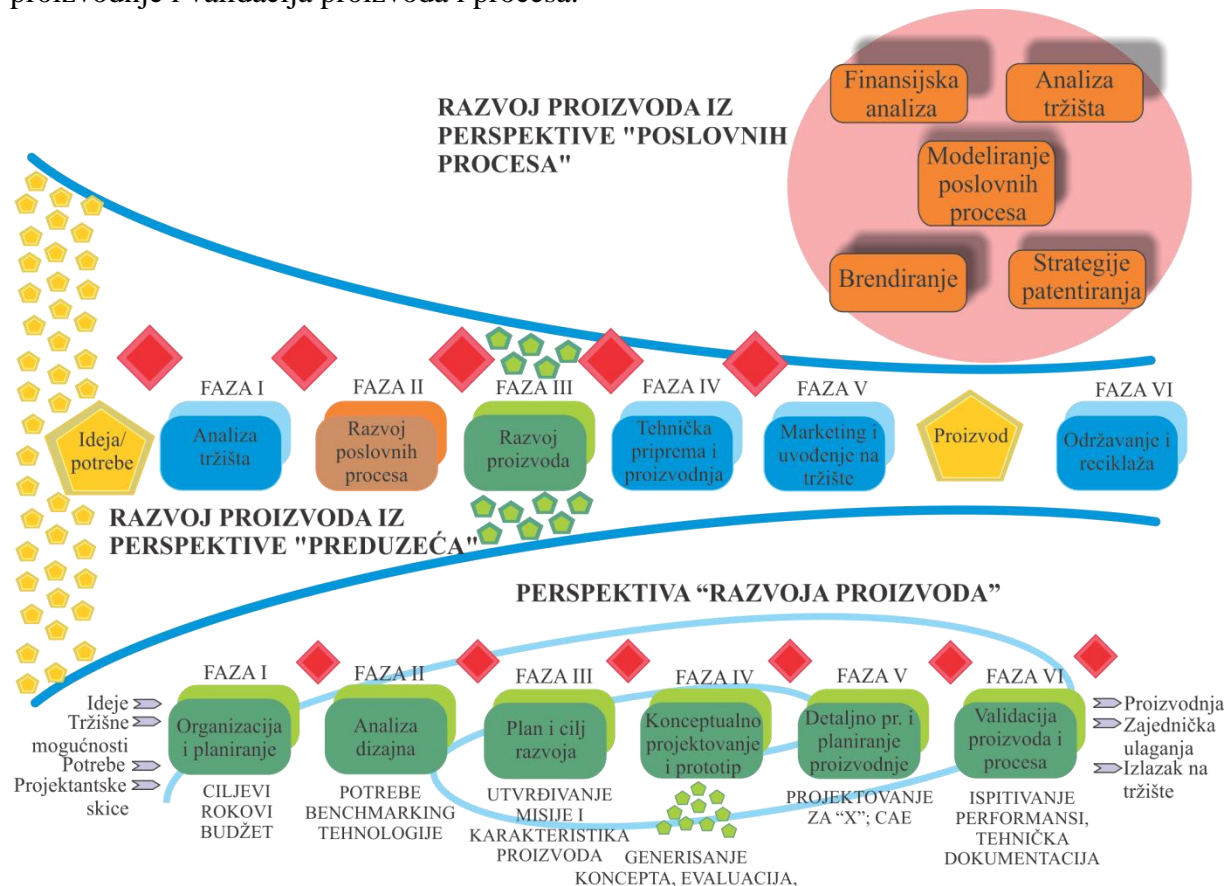 proizvodnje i validacija proizvoda i procesa.
RAZVOJ PROIZVODA IZ
PERSPEKTIVE "POSLOVNIH
PROCESA"
Finansijska
analiza
Analiza
tržišta
Modeliranje
poslovnih
procesa
Brendiranje
Strategije
patentiranja
Ideja/
potrebe
FAZA I
Analiza
tržišta
FAZA II
Razvoj
poslovnih
procesa
FAZA III
Razvoj
proizvoda
FAZA IV
Tehnička
priprema i
proizvodnja
FAZA V
Marketing i
uvođenje na
tržište
Proizvod
FAZA VI
Održavanje i
reciklaža
RAZVOJ PROIZVODA IZ
PERSPEKTIVE "PREDUZEĆA"
PERSPEKTIVA “RAZVOJA PROIZVODA”
Ideje
Tržišne
mogućnosti
Potrebe
Projektantske
skice
FAZA I
Organizacija
i planiranje
CILJEVI
ROKOVI
BUDŽET
FAZA II
Analiza
dizajna
POTREBE
BENCHMARKING
TEHNOLOGIJE
FAZA III
Plan i cilj
razvoja
UTVRĐIVANJE
MISIJE I
KARAKTERISTIKA
PROIZVODA
FAZA IV
Konceptualno
projektovanje
i prototip
GENERISANJE
KONCEPTA, EVALUACIJA,
FAZA V
Detaljno pr. i
planiranje
proizvodnje
PROJEKTOVANJE
ZA “X”; CAE
FAZA VI
Validacija
proizvoda i
procesa
ISPITIVANJE
PERFORMANSI,
TEHNIČKA
DOKUMENTACIJA
Proizvodnja
Zajednička
ulaganja
Izlazak na
tržište